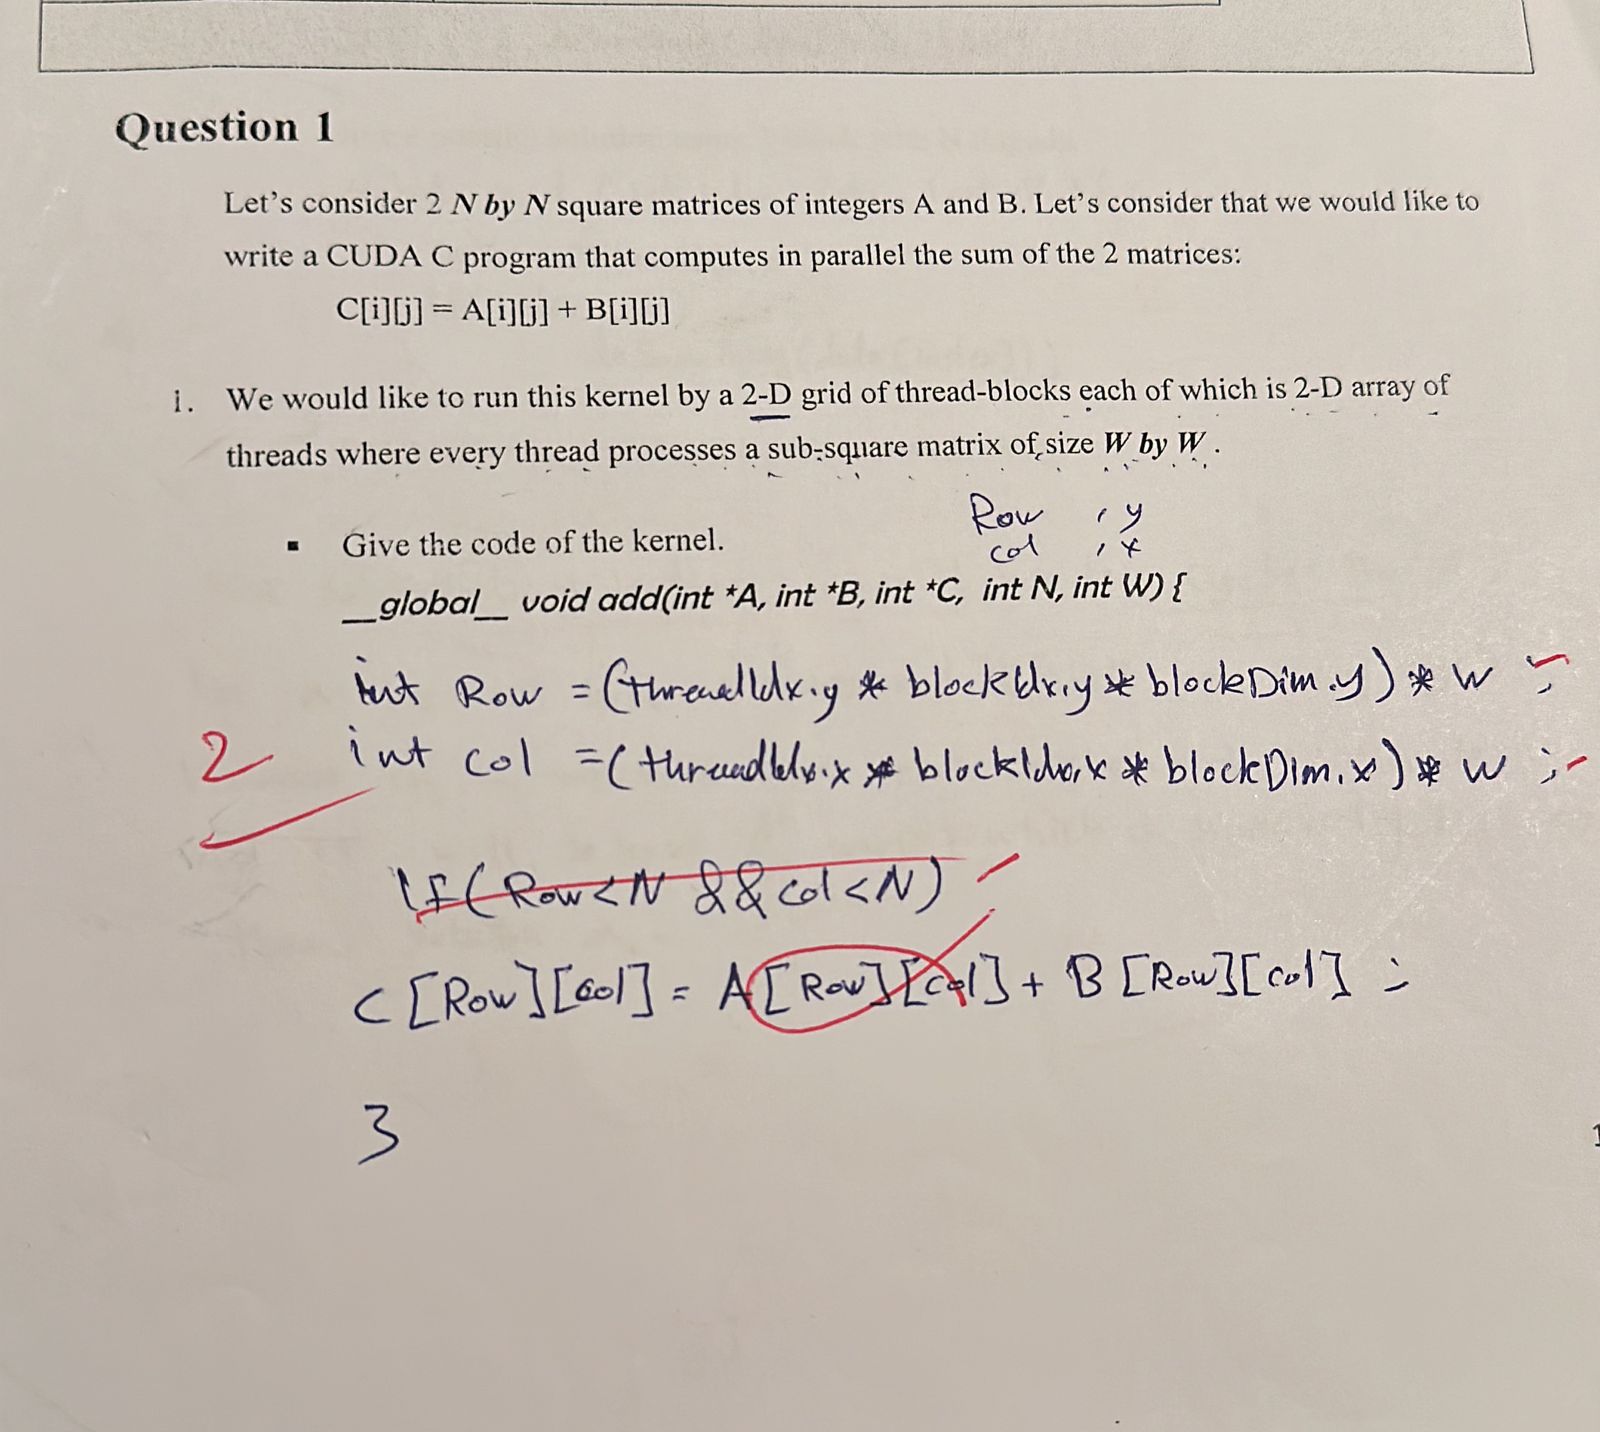 Question 1
Let's consider 2 N by N square matrices of integers A and B. Let's consider that we would like to
write a CUDA C program that computes in parallel the sum of the 2 matrices:
C[i][j] = A[i][j] + B[i][j]
i. We would like to run this kernel by a 2-D grid of thread-blocks each of which is 2-D array of
threads where every thread processes a sub-square matrix of size W by W .
Row , y
col , x
▪ Give the code of the kernel.
__global__ void add(int *A, int *B, int *C, int N, int W) {
int Row = (threadIdx.y * blockIdx.y * blockDim.y) * W ;
2
int col = (threadIdx.x * blockIdx.x * blockDim.x) * W ;
If ( Row < N && col < N )
C [Row][col] = A [Row][col] + B [Row][col] ;
}
1